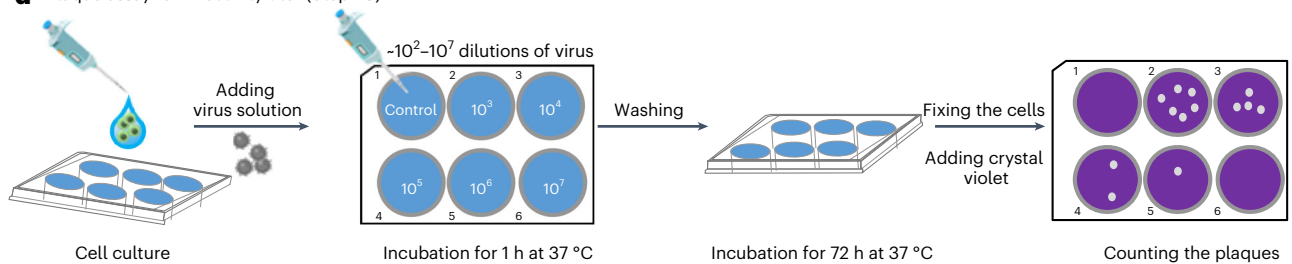 Adding
virus solution
Cell culture
~10²–10⁷ dilutions of virus
1 2 3
Control 10³ 10⁴
10⁵ 10⁶ 10⁷
4 5 6
Incubation for 1 h at 37 °C
Washing
Incubation for 72 h at 37 °C
Fixing the cells
Adding crystal
violet
1 2 3
4 5 6
Counting the plaques